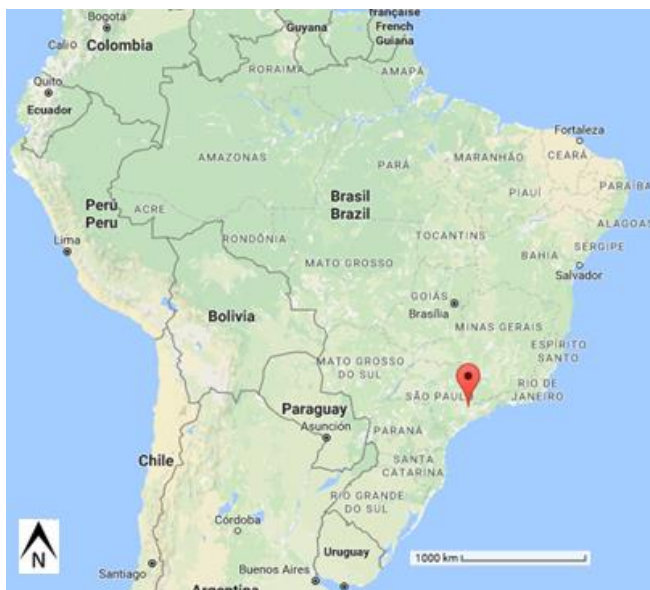 Bogotá
Colombia
Cali
Guyana
française
French
Guiana
RORAIMA
AMAPÁ
Quito
Ecuador
Fortaleza
AMAZONAS
PARÁ
MARANHÃO
CEARÁ
PIAUÍ
PARAÍBA
Perú
Peru
ACRE
Brasil
Brazil
ALAGOAS
Lima
RONDÔNIA
TOCANTINS
SERGIPE
MATO GROSSO
BAHIA
Salvador
GOIÁS
Brasília
Bolivia
MINAS GERAIS
ESPÍRITO
SANTO
MATO GROSSO
DO SUL
SÃO PAULO
RIO DE
JANEIRO
Paraguay
Asunción
PARANÁ
Chile
SANTA
CATARINA
RIO GRANDE
DO SUL
Córdoba
N
Uruguay
1000 km
Santiago
Buenos Aires
Argentina